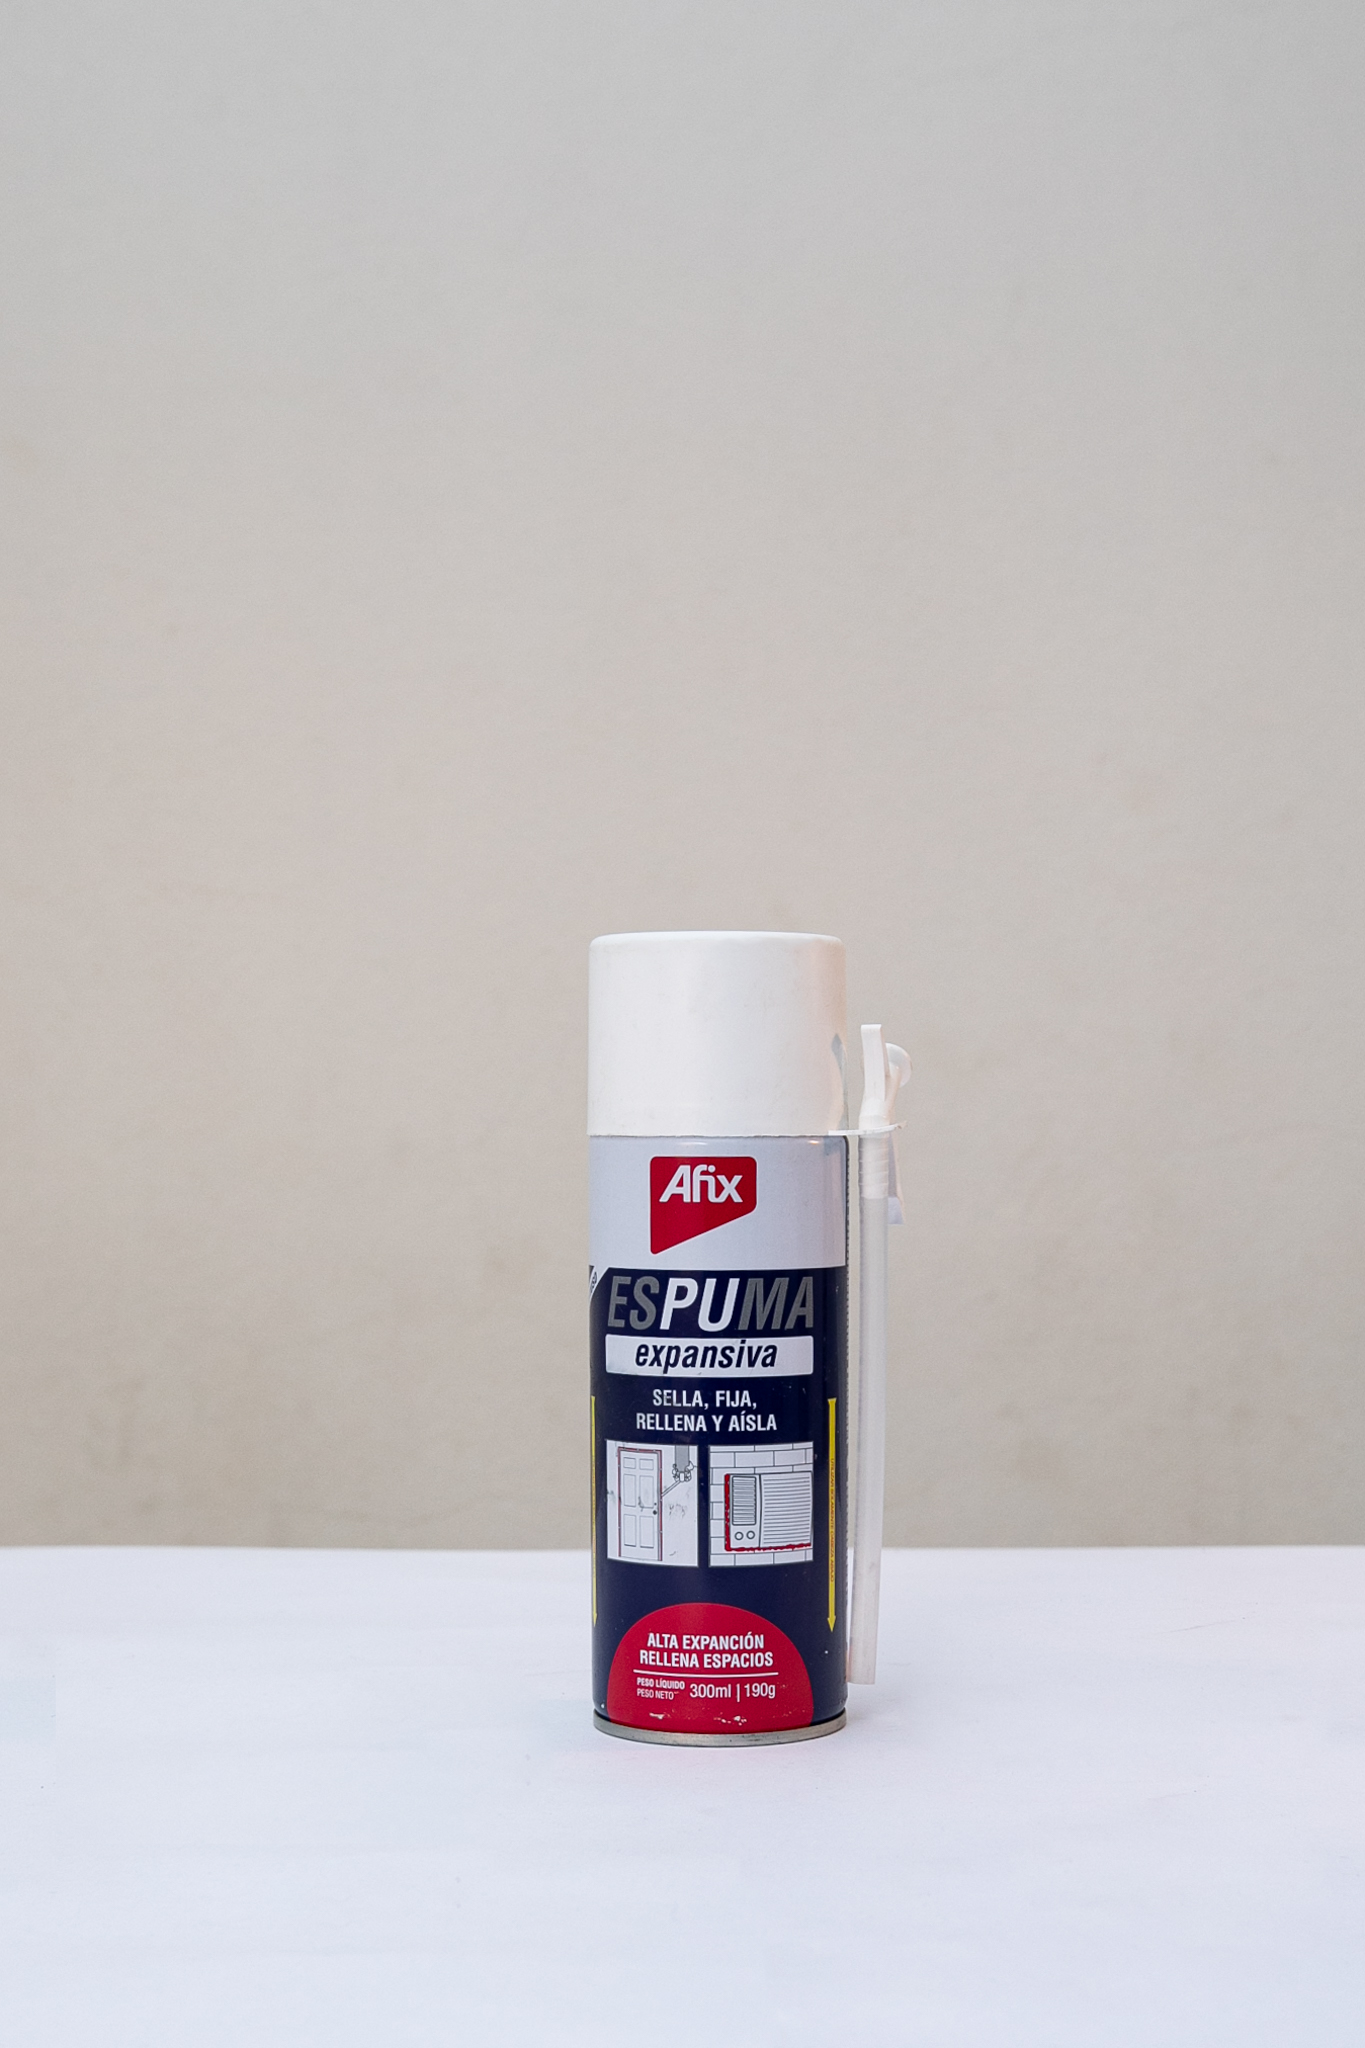 Afix
ESPUMA
expansiva
SELLA, FIJA,
RELLENA Y AÍSLA
ALTA EXPANCIÓN
RELLENA ESPACIOS
PESO LÍQUIDO
PESO NETO
300ml | 190g